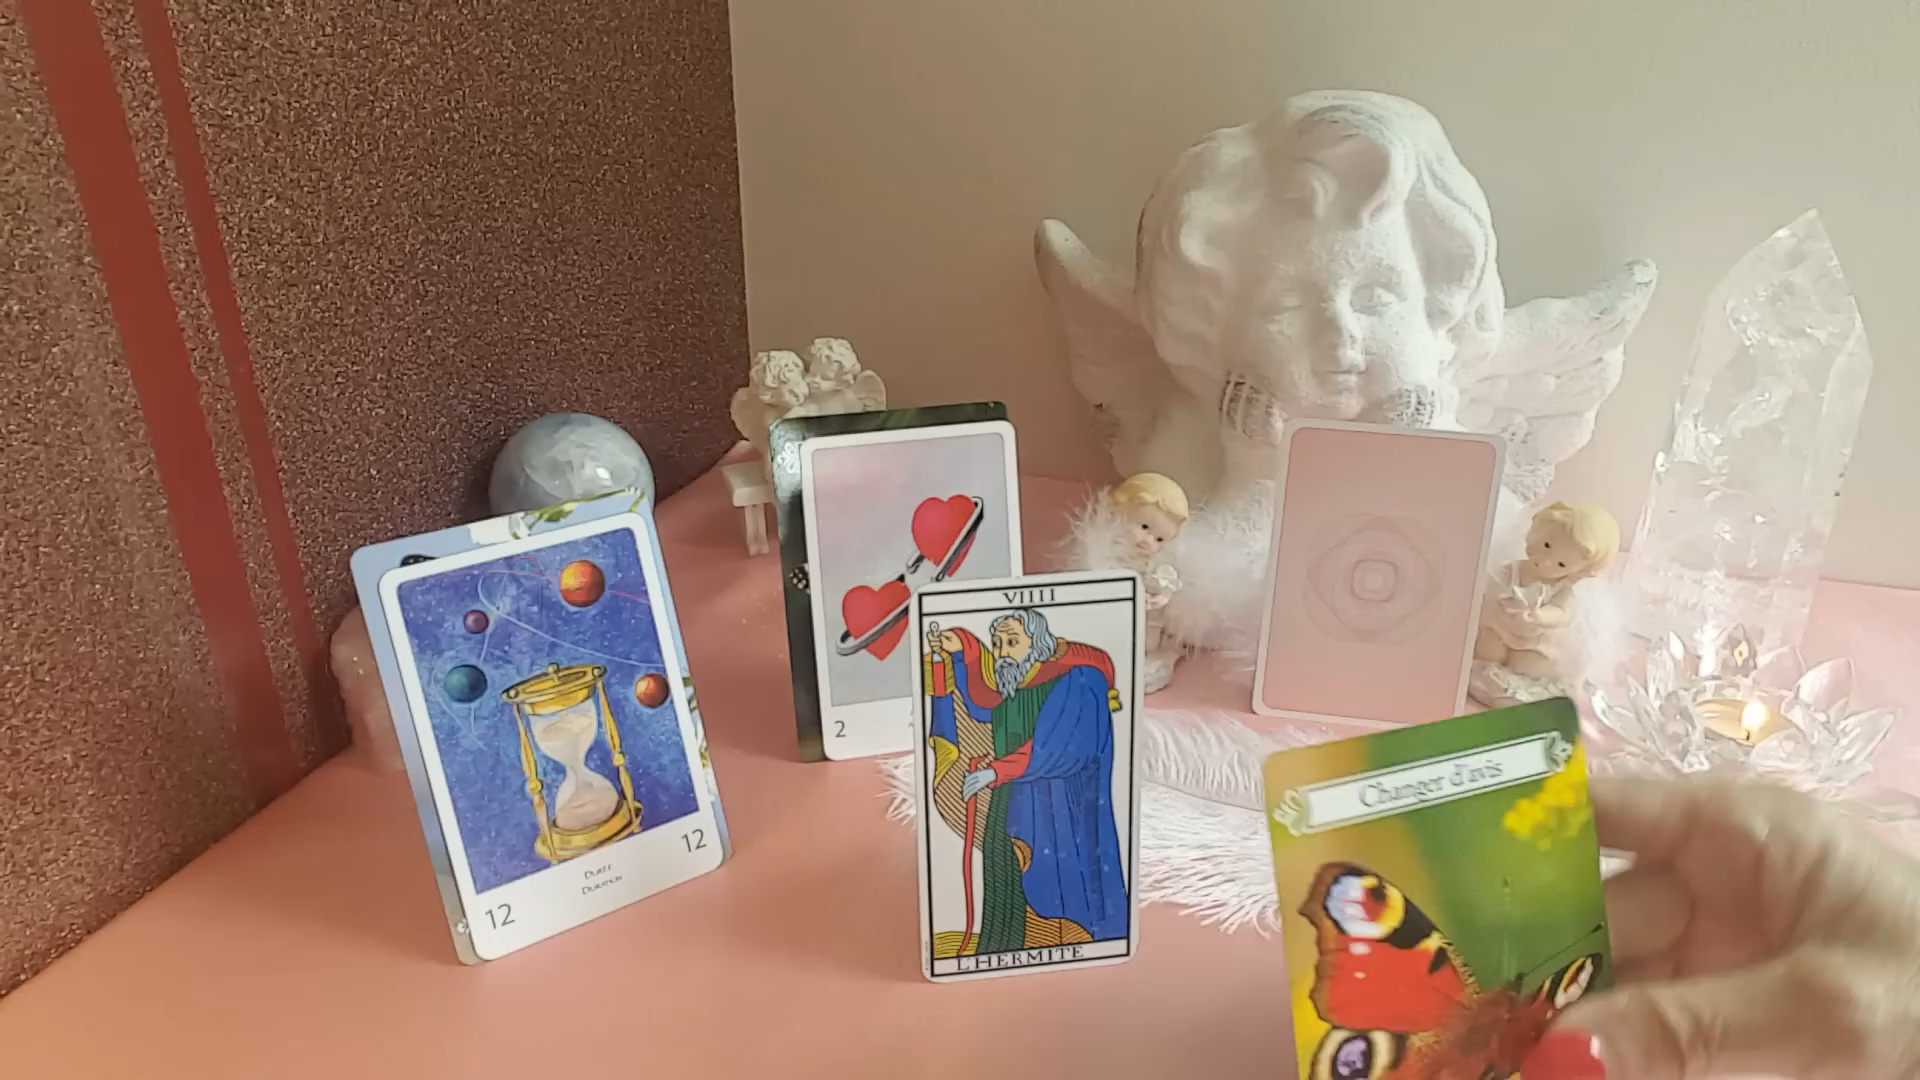 12
Durée
Duration
12
2
VIIII
L'HERMITE
Changer d'avis